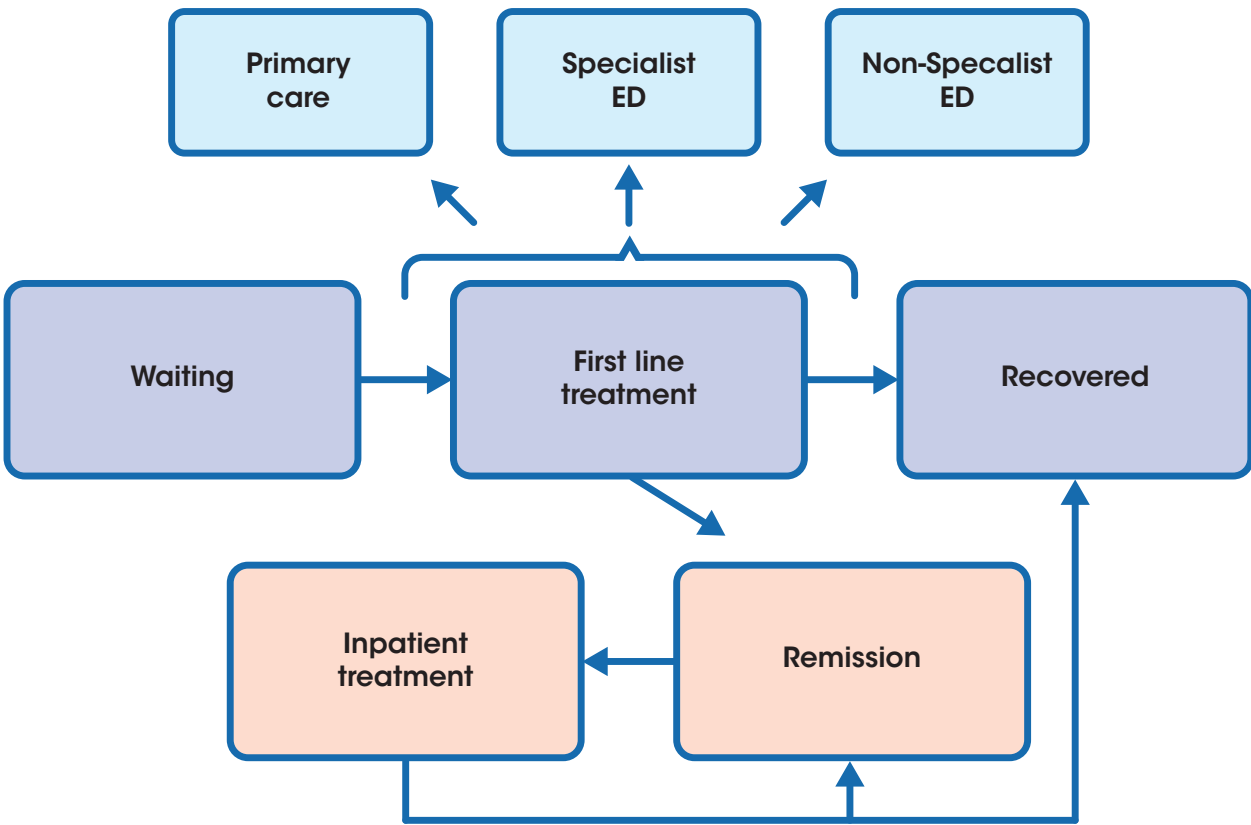 Primary
care
Specialist
ED
Non-Specalist
ED
Waiting
First line
treatment
Recovered
Inpatient
treatment
Remission